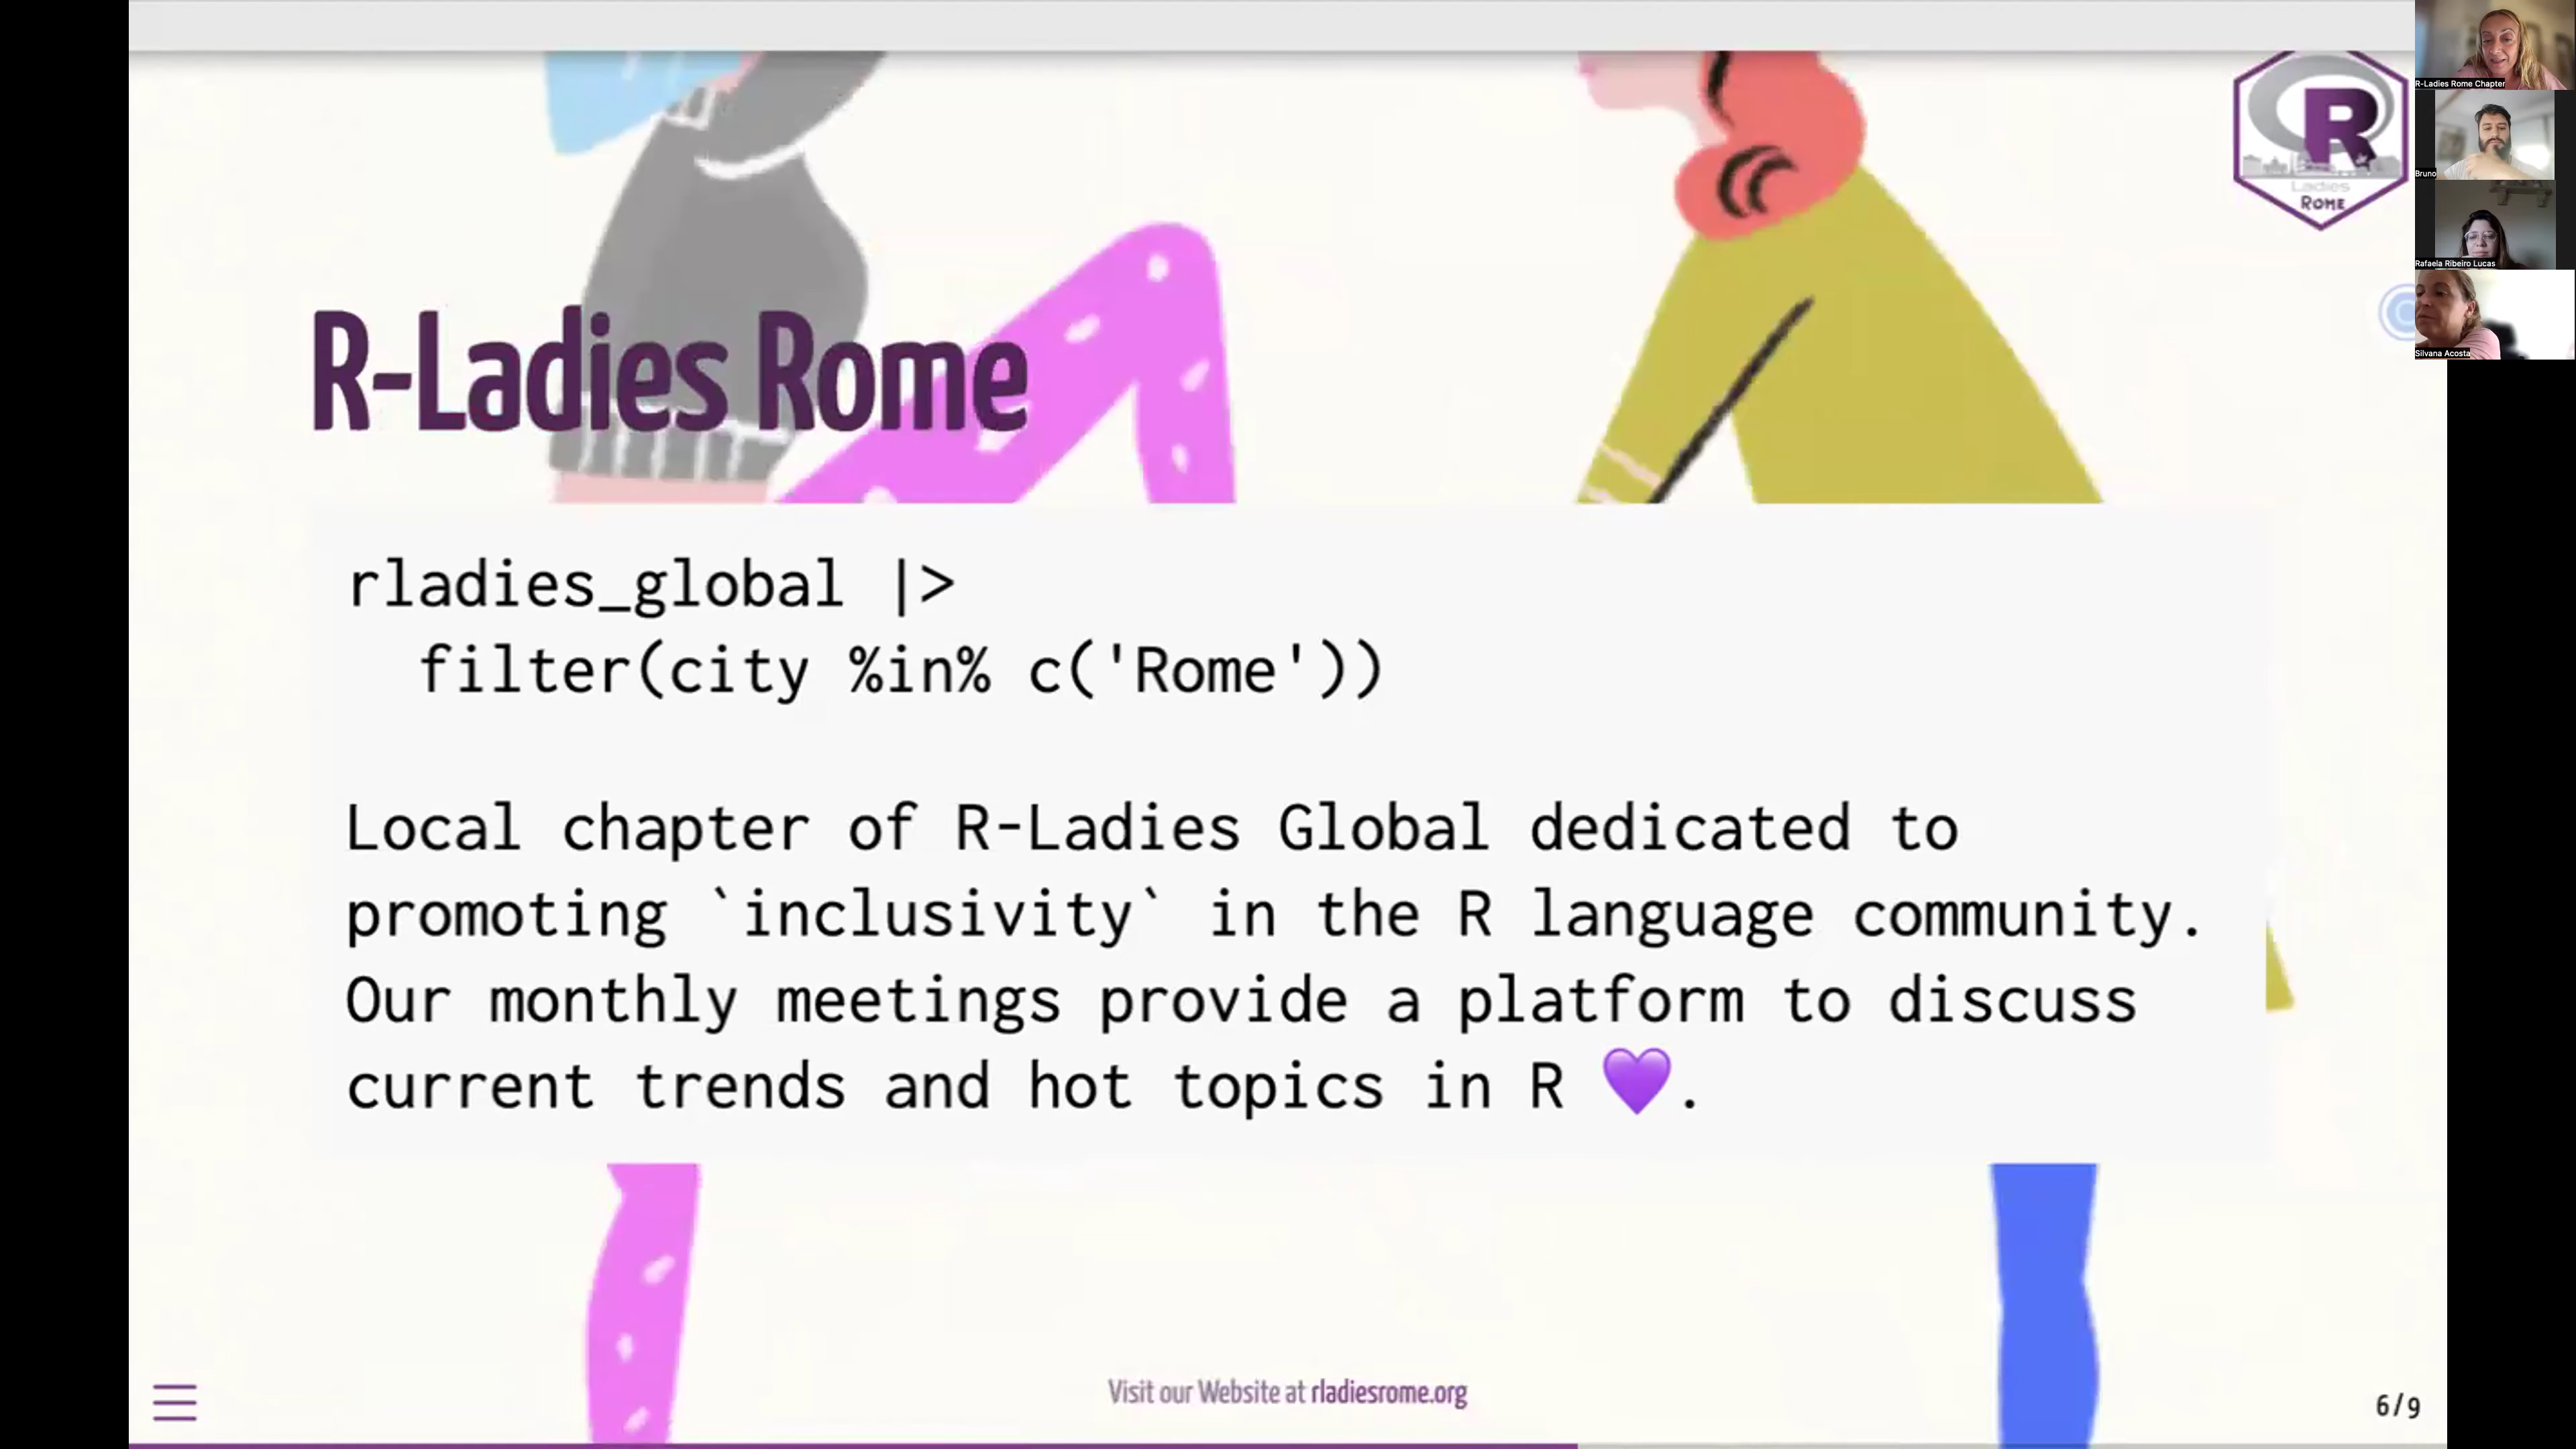 R-Ladies Rome
rladies_global |>
  filter(city %in% c('Rome'))
Local chapter of R-Ladies Global dedicated to
promoting `inclusivity` in the R language community.
Our monthly meetings provide a platform to discuss
current trends and hot topics in R 💜.
Visit our Website at rladiesrome.org
6/9
R
Ladies
ROME
R-Ladies Rome Chapter
Bruno
Rafaela Ribeiro Lucas
Silvana Acosta